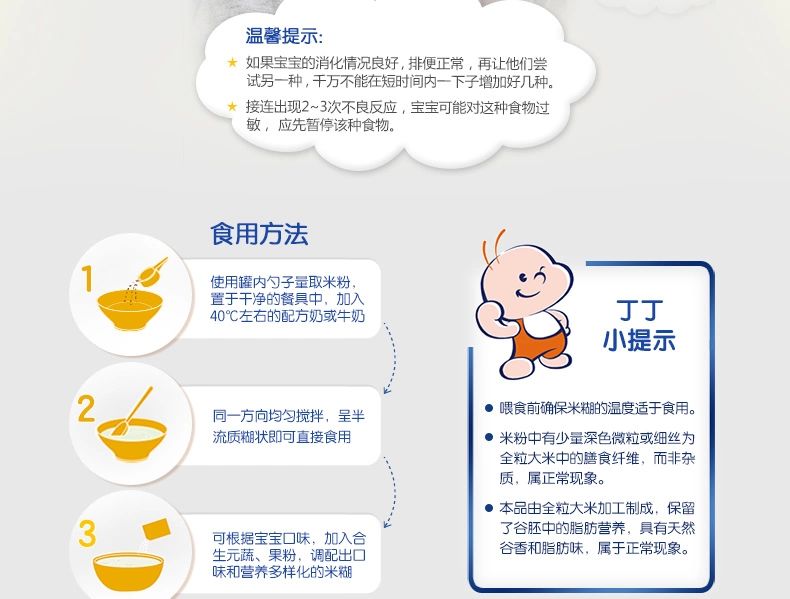 温馨提示:
★ 如果宝宝的消化情况良好,排便正常,再让他们尝
试另一种,千万不能在短时间内一下子增加好几种。
★ 接连出现2~3次不良反应,宝宝可能对这种食物过
敏,应先暂停该种食物。
食用方法
1
使用罐内勺子量取米粉,
置于干净的餐具中,加入
40℃左右的配方奶或牛奶
2
同一方向均匀搅拌,呈半
流质糊状即可直接食用
3
可根据宝宝口味,加入合
生元蔬、果粉,调配出口
味和营养多样化的米糊
丁丁
小提示
● 喂食前确保米糊的温度适于食用。
● 米粉中有少量深色微粒或细丝为
全粒大米中的膳食纤维,而非杂
质,属正常现象。
● 本品由全粒大米加工制成,保留
了谷胚中的脂肪营养,具有天然
谷香和脂肪味,属于正常现象。